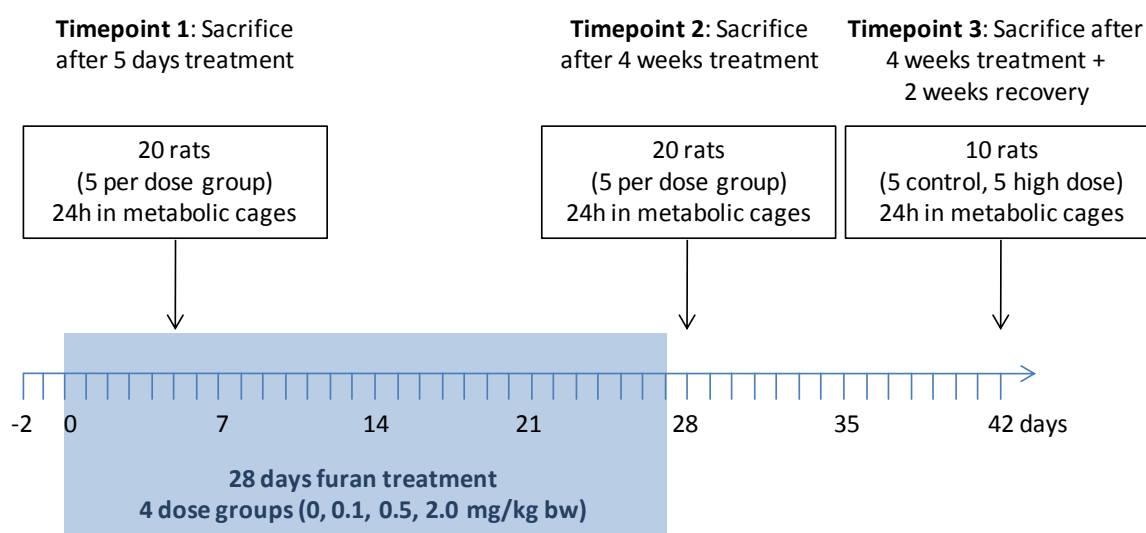 Timepoint 1: Sacrifice
after 5 days treatment
Timepoint 2: Sacrifice
after 4 weeks treatment
Timepoint 3: Sacrifice after
4 weeks treatment +
2 weeks recovery
20 rats
(5 per dose group)
24h in metabolic cages
20 rats
(5 per dose group)
24h in metabolic cages
10 rats
(5 control, 5 high dose)
24h in metabolic cages
-2 0 7 14 21 28 35 42 days
28 days furan treatment
4 dose groups (0, 0.1, 0.5, 2.0 mg/kg bw)